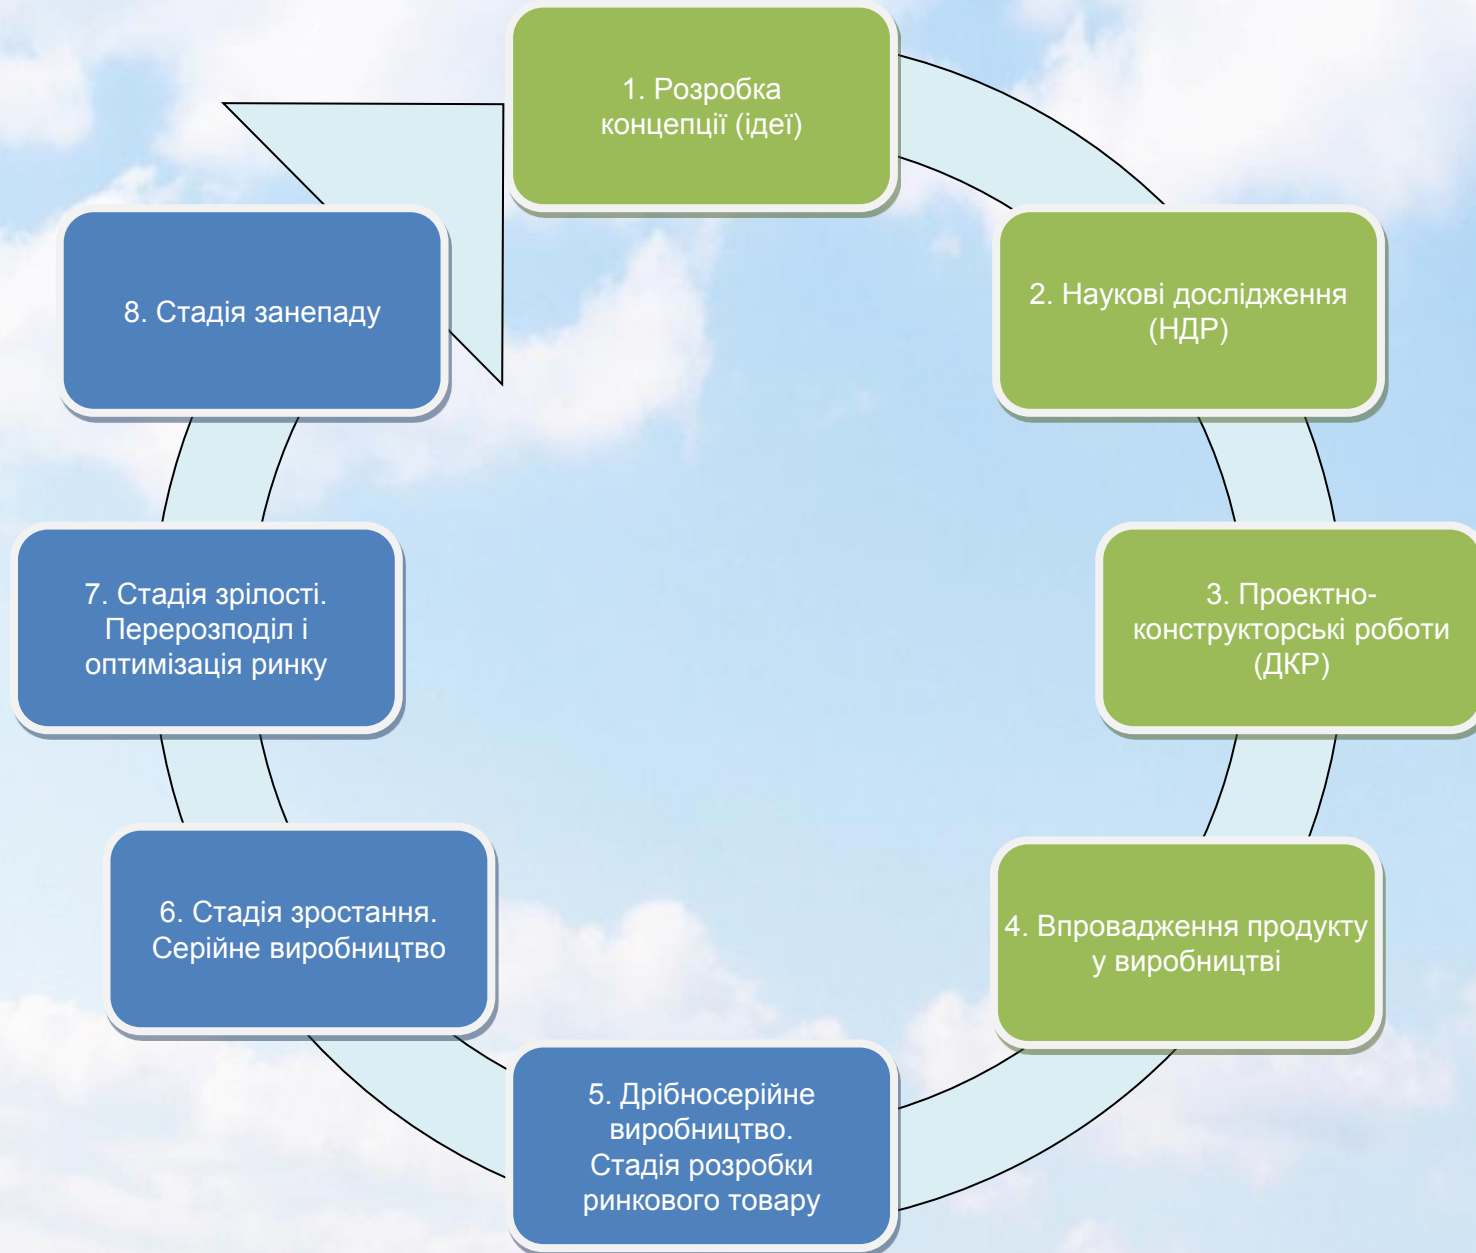 1. Розробка
концепції (ідеї)
2. Наукові дослідження
(НДР)
3. Проектно-
конструкторські роботи
(ДКР)
4. Впровадження продукту
у виробництві
5. Дрібносерійне
виробництво.
Стадія розробки
ринкового товару
6. Стадія зростання.
Серійне виробництво
7. Стадія зрілості.
Перерозподіл і
оптимізація ринку
8. Стадія занепаду